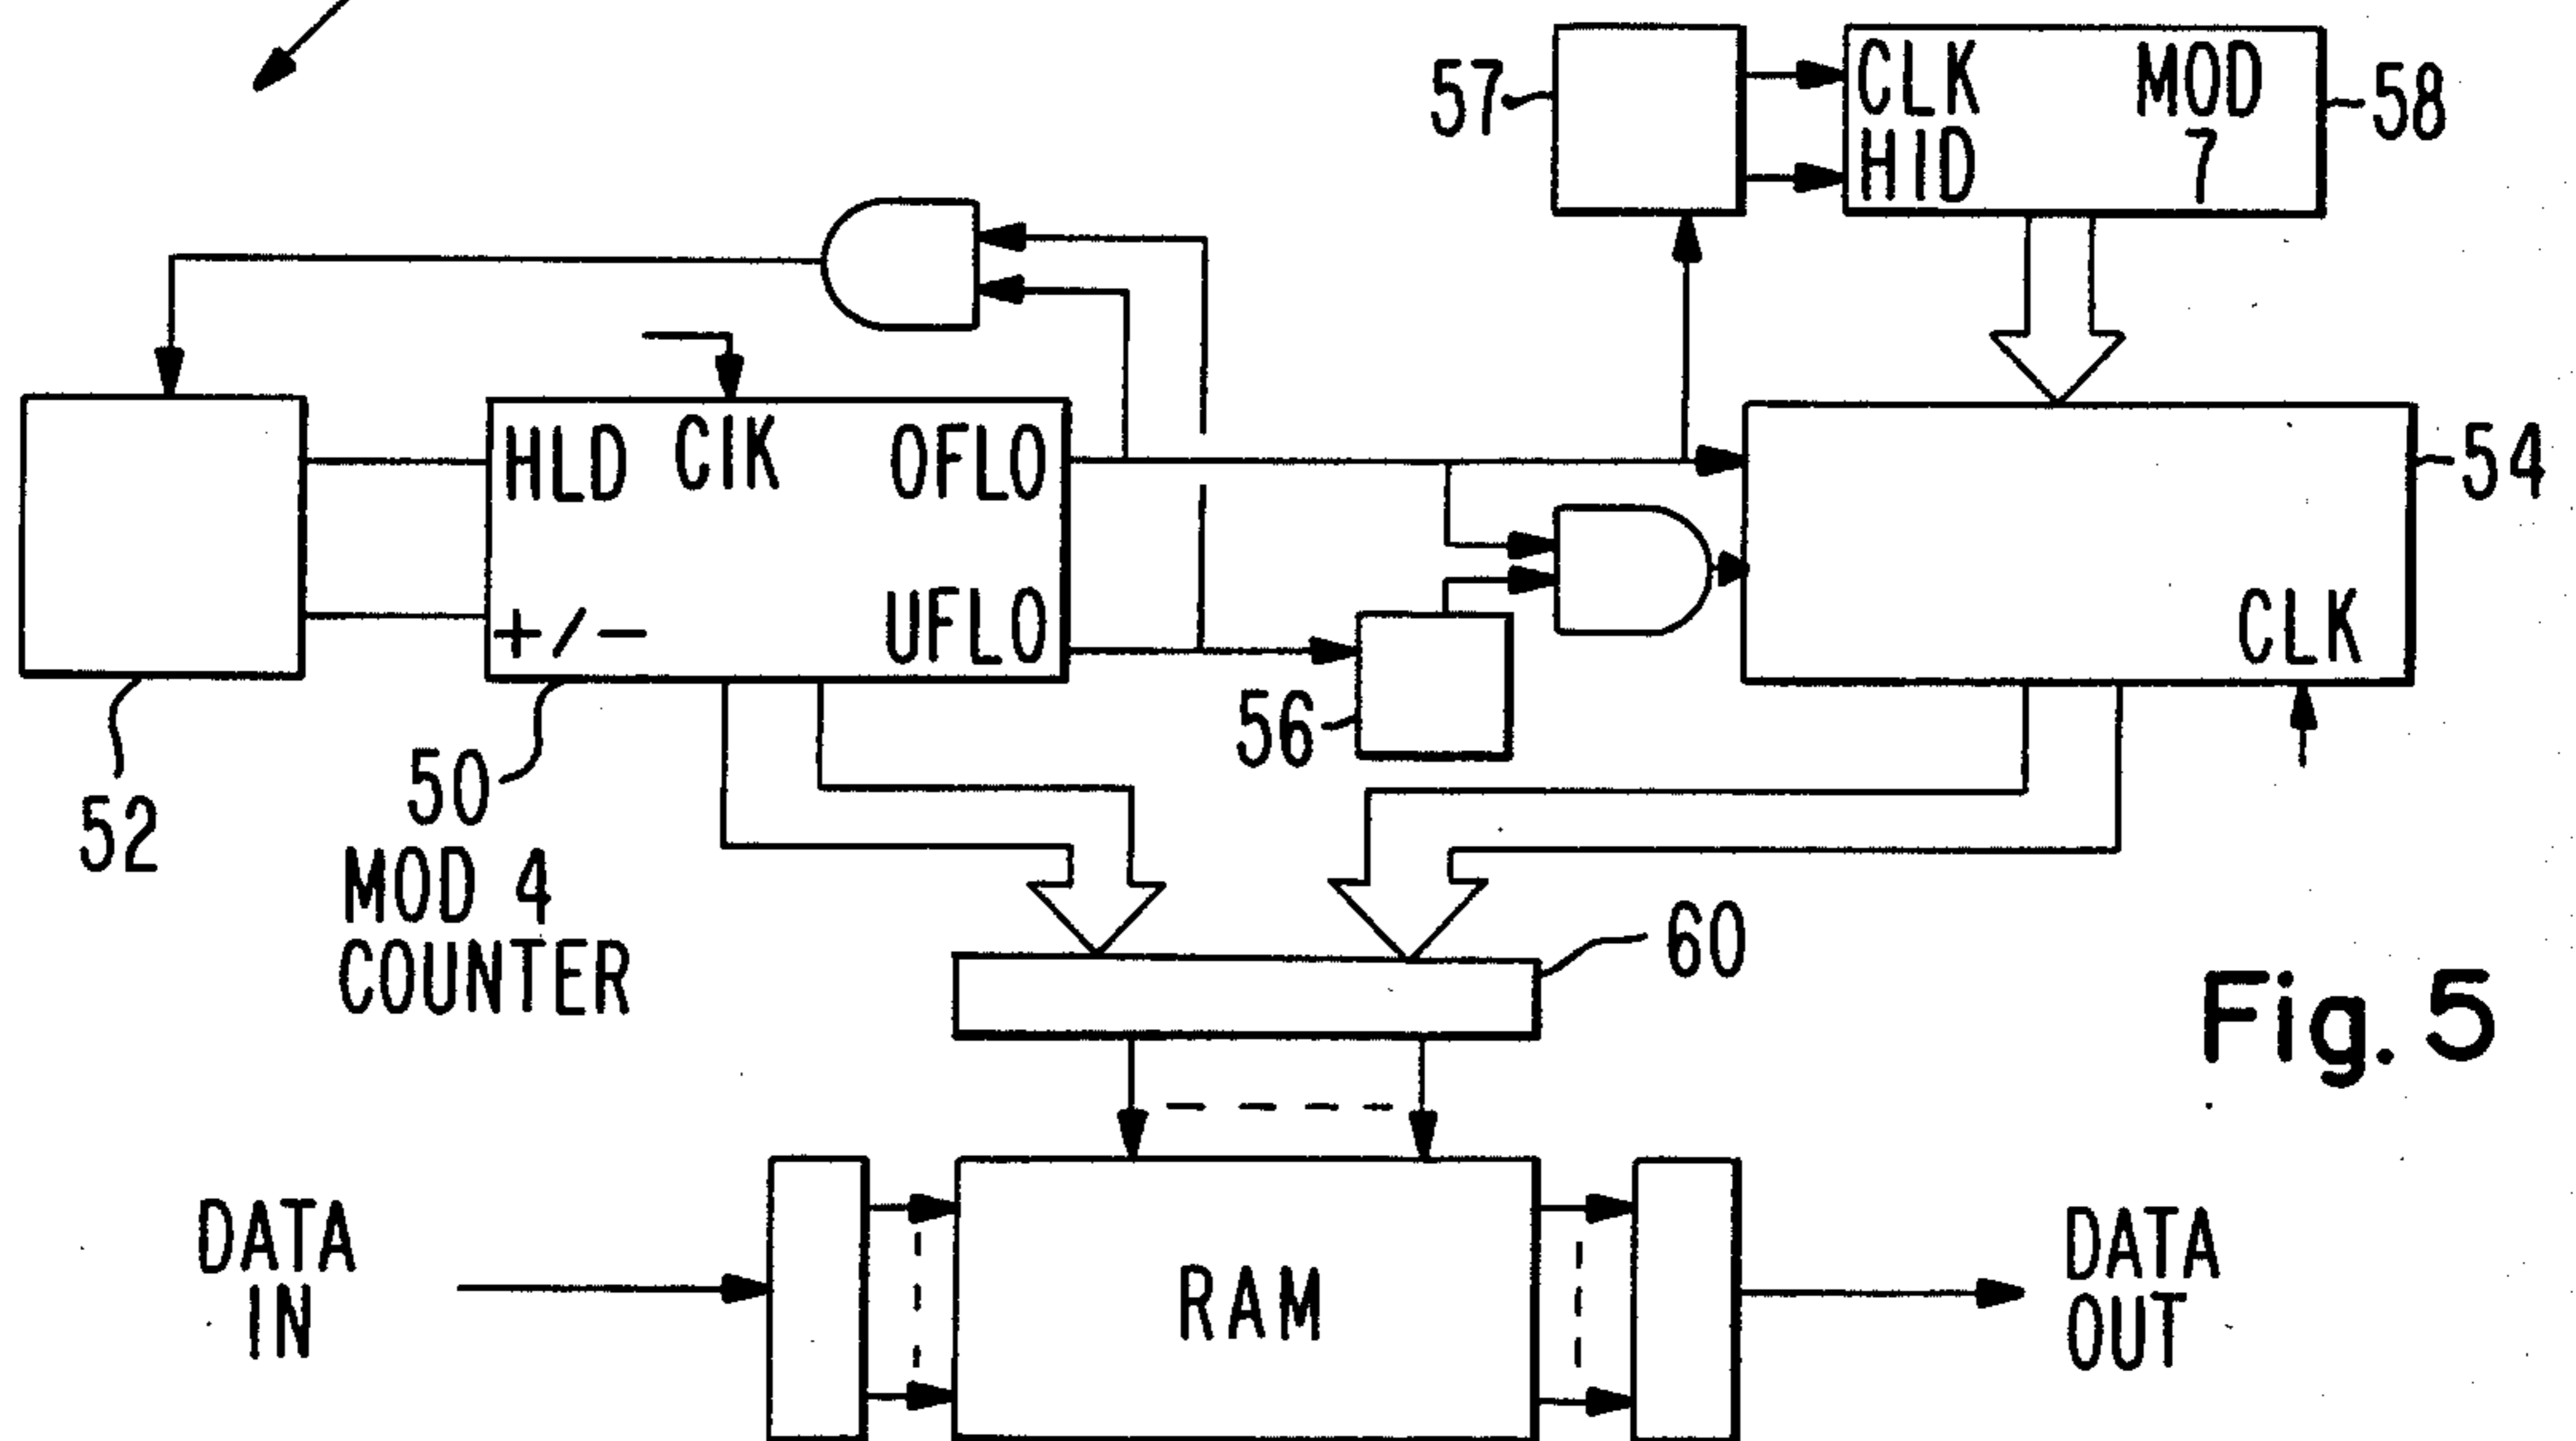 57
CLK
HID
MOD
7
58
HLD
CIK
OFLO
+/-
UFLO
54
CLK
56
52
50
MOD 4
COUNTER
60
Fig. 5
DATA
IN
RAM
DATA
OUT